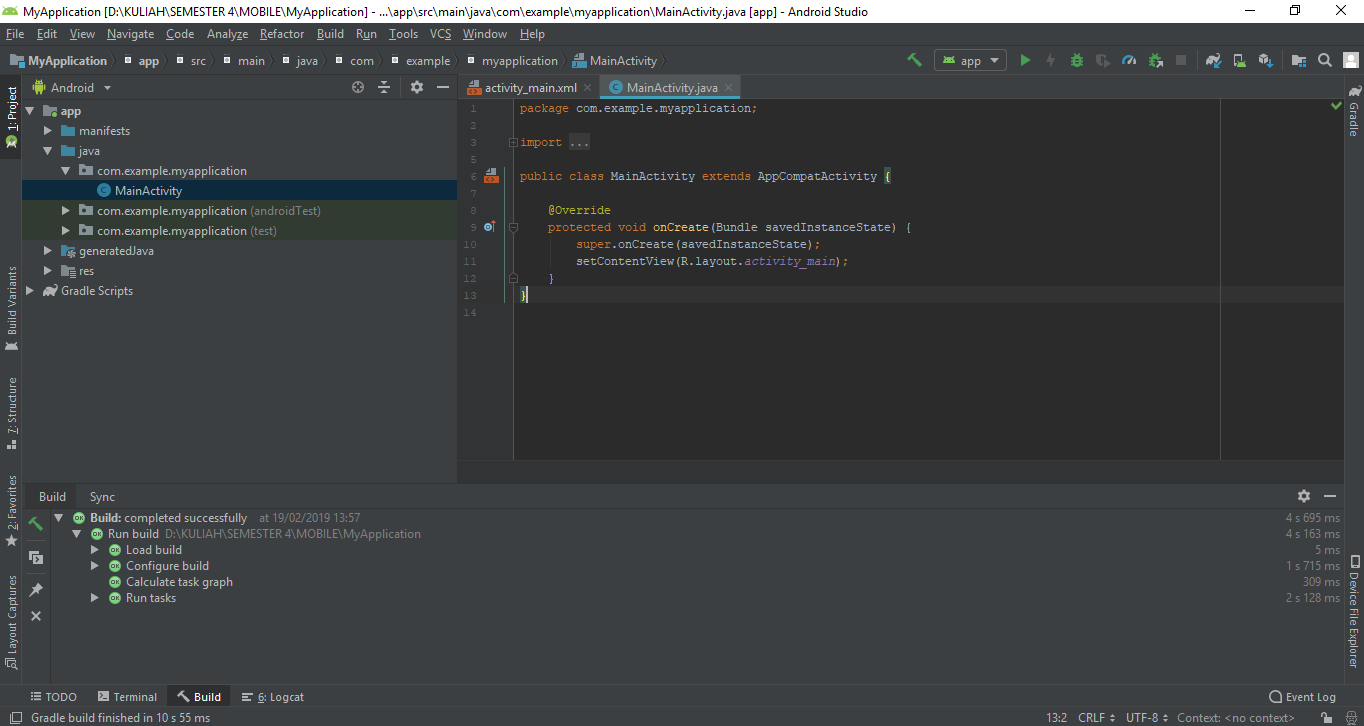 MyApplication [D:\KULIAH\SEMESTER 4\MOBILE\MyApplication] - ...\app\src\main\java\com\example\myapplication\MainActivity.java [app] - Android Studio
File Edit View Navigate Code Analyze Refactor Build Run Tools VCS Window Help
MyApplication app src main java com example myapplication MainActivity app
1: Project
Build Variants
7: Structure
2: Favorites
Layout Captures
Android
app
manifests
java
com.example.myapplication
MainActivity
com.example.myapplication (androidTest)
com.example.myapplication (test)
generatedJava
res
Gradle Scripts
activity_main.xml MainActivity.java
1 package com.example.myapplication;
2
3 import ...
5
6 public class MainActivity extends AppCompatActivity {
7
8 @Override
9 protected void onCreate(Bundle savedInstanceState) {
10 super.onCreate(savedInstanceState);
11 setContentView(R.layout.activity_main);
12 }
13 }
14
Gradle
Device File Explorer
Build Sync
Build: completed successfully at 19/02/2019 13:57 4 s 695 ms
Run build D:\KULIAH\SEMESTER 4\MOBILE\MyApplication 4 s 163 ms
Load build 5 ms
Configure build 1 s 715 ms
Calculate task graph 309 ms
Run tasks 2 s 128 ms
TODO Terminal Build 6: Logcat Event Log
Gradle build finished in 10 s 55 ms 13:2 CRLF UTF-8 Context: <no context>